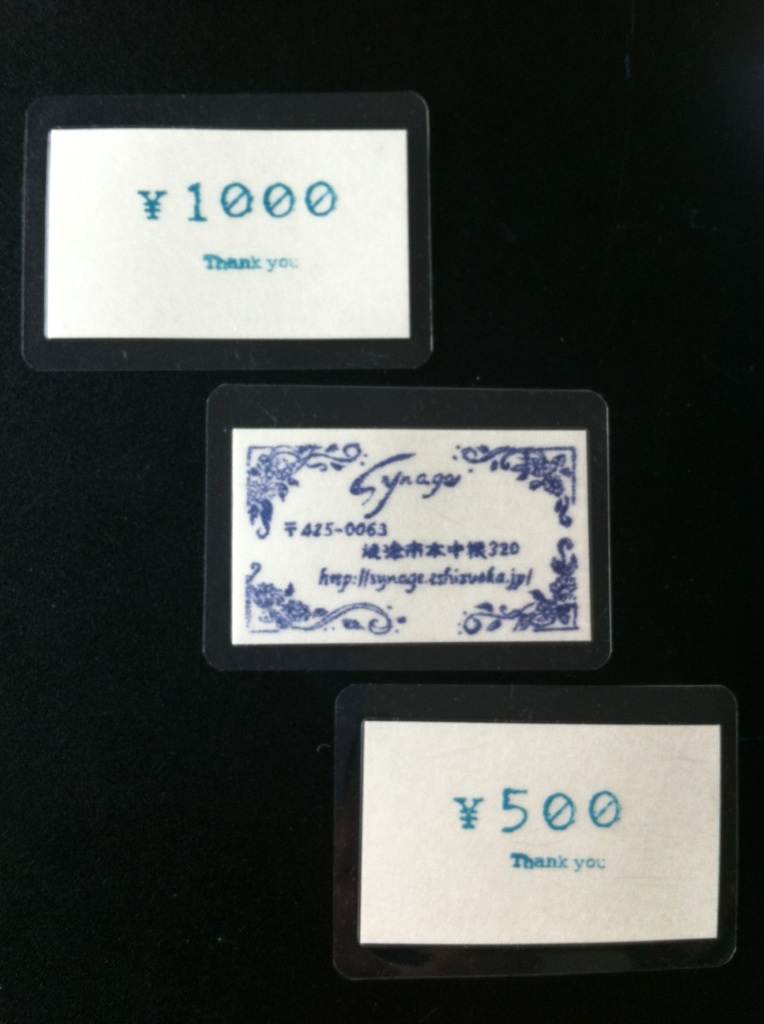 ¥1000
Thank you
Synage
〒425-0063
焼津市本中根320
http://synage.eshizuoka.jp/
¥500
Thank you